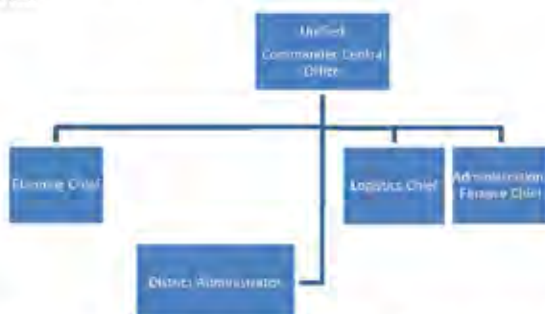 Unified
Commander Central
Office
Planning Chief
Logistics Chief
Administration
Finance Chief
District Administrator